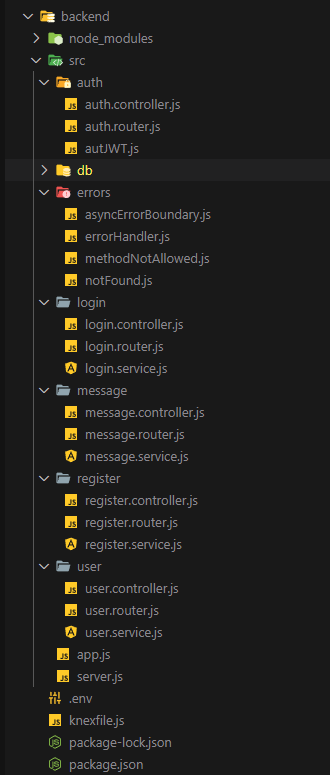 backend
node_modules
src
auth
JS auth.controller.js
JS auth.router.js
JS autJWT.js
db
errors
JS asyncErrorBoundary.js
JS errorHandler.js
JS methodNotAllowed.js
JS notFound.js
login
JS login.controller.js
JS login.router.js
login.service.js
message
JS message.controller.js
JS message.router.js
message.service.js
register
JS register.controller.js
JS register.router.js
register.service.js
user
JS user.controller.js
JS user.router.js
user.service.js
JS app.js
JS server.js
.env
JS knexfile.js
package-lock.json
package.json